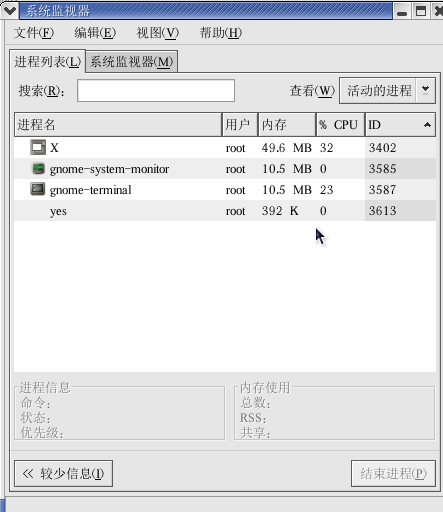 系统监视器
文件(F) 编辑(E) 视图(V) 帮助(H)
进程列表(L) 系统监视器(M)
搜索(R): 查看(W) 活动的进程
进程名 用户 内存 % CPU ID
X root 49.6 MB 32 3402
gnome-system-monitor root 10.5 MB 0 3585
gnome-terminal root 10.5 MB 23 3587
yes root 392 K 0 3613
进程信息 内存使用
命令: 总数:
状态: RSS:
优先级: 共享:
<< 较少信息(I) 结束进程(P)